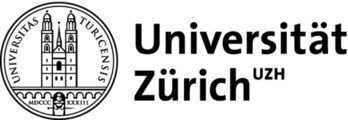 UNIVERSITAS TURICENSIS
MDCCC XXXIII
Universität
Zürich UZH